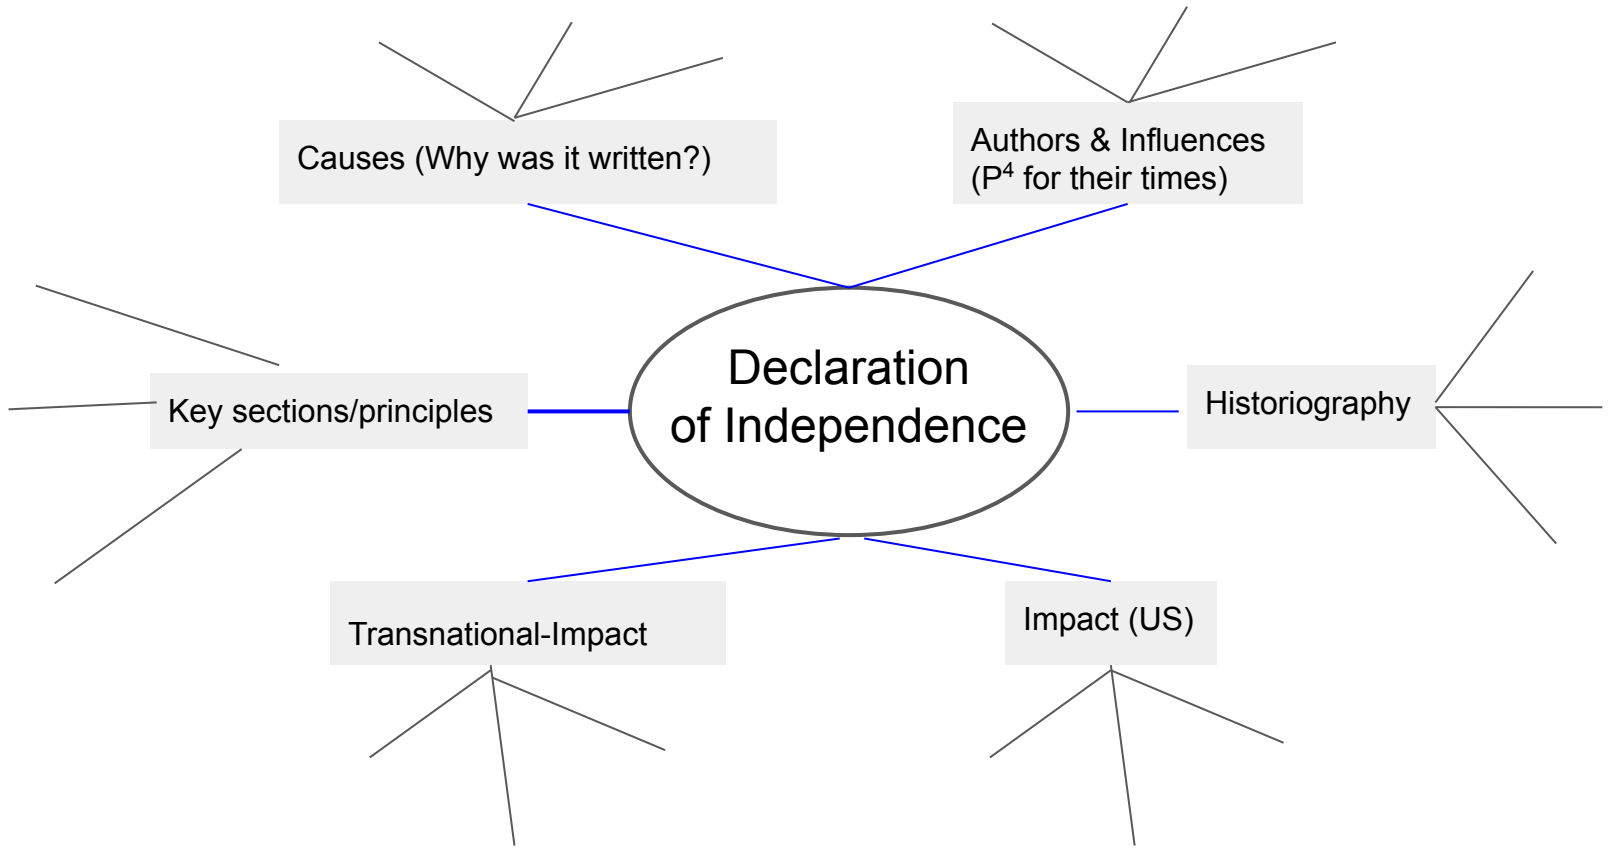 Causes (Why was it written?)
Authors & Influences
(P⁴ for their times)
Declaration
of Independence
Key sections/principles
Historiography
Transnational-Impact
Impact (US)